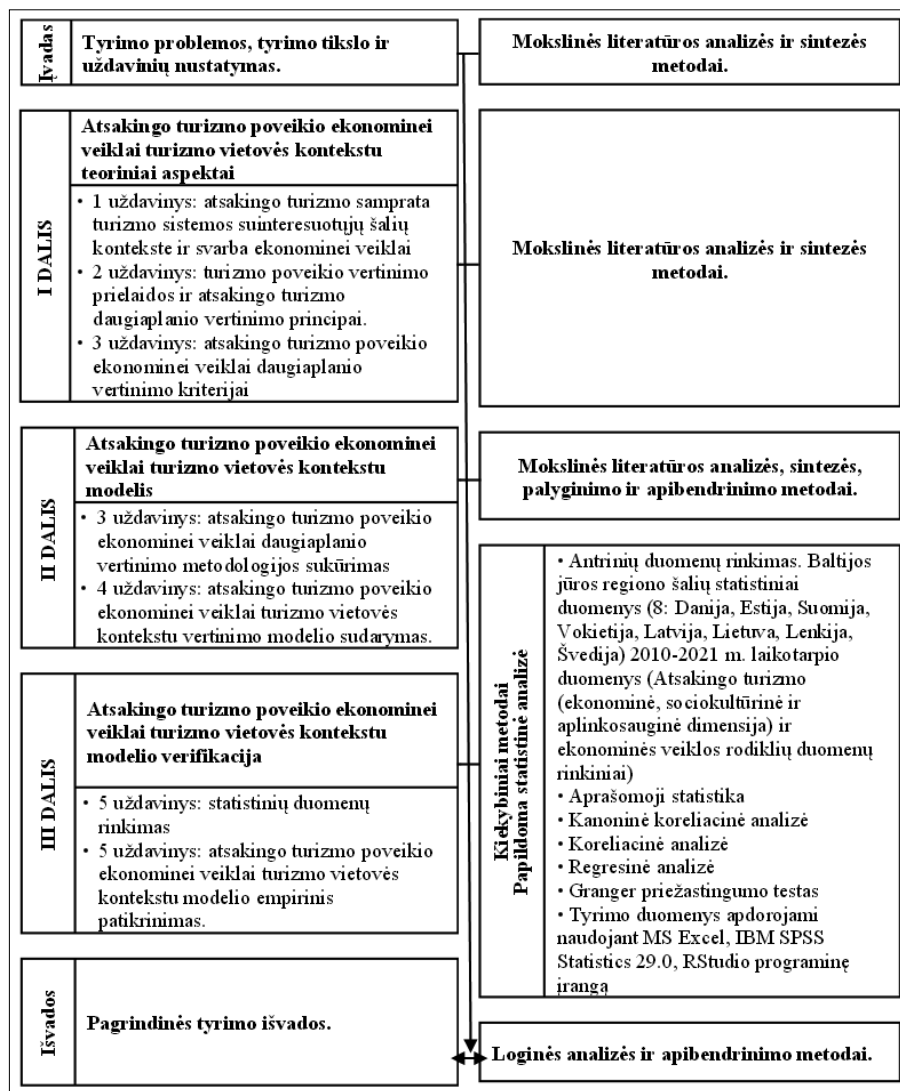 Įvadas
Tyrimo problemos, tyrimo tikslo ir
uždavinių nustatymas.
Mokslinės literatūros analizės ir sintezės
metodai.
I DALIS
Atsakingo turizmo poveikio ekonominei
veiklai turizmo vietovės kontekstu
teoriniai aspektai
• 1 uždavinys: atsakingo turizmo samprata
turizmo sistemos suinteresuotųjų šalių
kontekste ir svarba ekonominei veiklai
• 2 uždavinys: turizmo poveikio vertinimo
prielaidos ir atsakingo turizmo
daugiaplanio vertinimo principai.
• 3 uždavinys: atsakingo turizmo poveikio
ekonominei veiklai daugiaplanio
vertinimo kriterijai
Mokslinės literatūros analizės ir sintezės
metodai.
II DALIS
Atsakingo turizmo poveikio ekonominei
veiklai turizmo vietovės kontekstu
modelis
• 3 uždavinys: atsakingo turizmo poveikio
ekonominei veiklai daugiaplanio
vertinimo metodologijos sukūrimas
• 4 uždavinys: atsakingo turizmo poveikio
ekonominei veiklai turizmo vietovės
kontekstu vertinimo modelio sudarymas.
Mokslinės literatūros analizės, sintezės,
palyginimo ir apibendrinimo metodai.
III DALIS
Atsakingo turizmo poveikio ekonominei
veiklai turizmo vietovės kontekstu
modelio verifikacija
• 5 uždavinys: statistinių duomenų
rinkimas
• 5 uždavinys: atsakingo turizmo poveikio
ekonominei veiklai turizmo vietovės
kontekstu modelio empirinis
patikrinimas.
Kiekybiniai metodai
Papildoma statistinė analizė
• Antrinių duomenų rinkimas. Baltijos
jūros regiono šalių statistiniai
duomenys (8: Danija, Estija, Suomija,
Vokietija, Latvija, Lietuva, Lenkija,
Švedija) 2010-2021 m. laikotarpio
duomenys (Atsakingo turizmo
(ekonominė, sociokultūrinė ir
aplinkosauginė dimensija) ir
ekonominės veiklos rodiklių duomenų
rinkiniai)
• Aprašomoji statistika
• Kanoninė koreliacinė analizė
• Koreliacinė analizė
• Regresinė analizė
• Granger priežastingumo testas
• Tyrimo duomenys apdorojami
naudojant MS Excel, IBM SPSS
Statistics 29.0, RStudio programinę
įrangą
Išvados
Pagrindinės tyrimo išvados.
Loginės analizės ir apibendrinimo metodai.